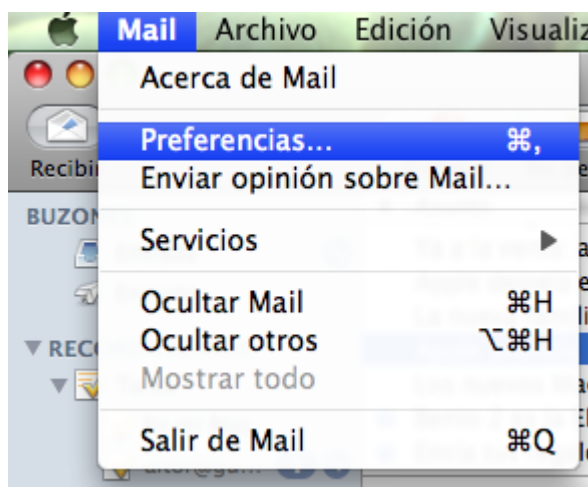 Mail Archivo Edición Visualiz
Acerca de Mail
Preferencias... ⌘,
Recibi
Enviar opinión sobre Mail...
BUZON
Servicios
Ocultar Mail ⌘H
Ocultar otros ⌥⌘H
REC
Mostrar todo
Salir de Mail ⌘Q